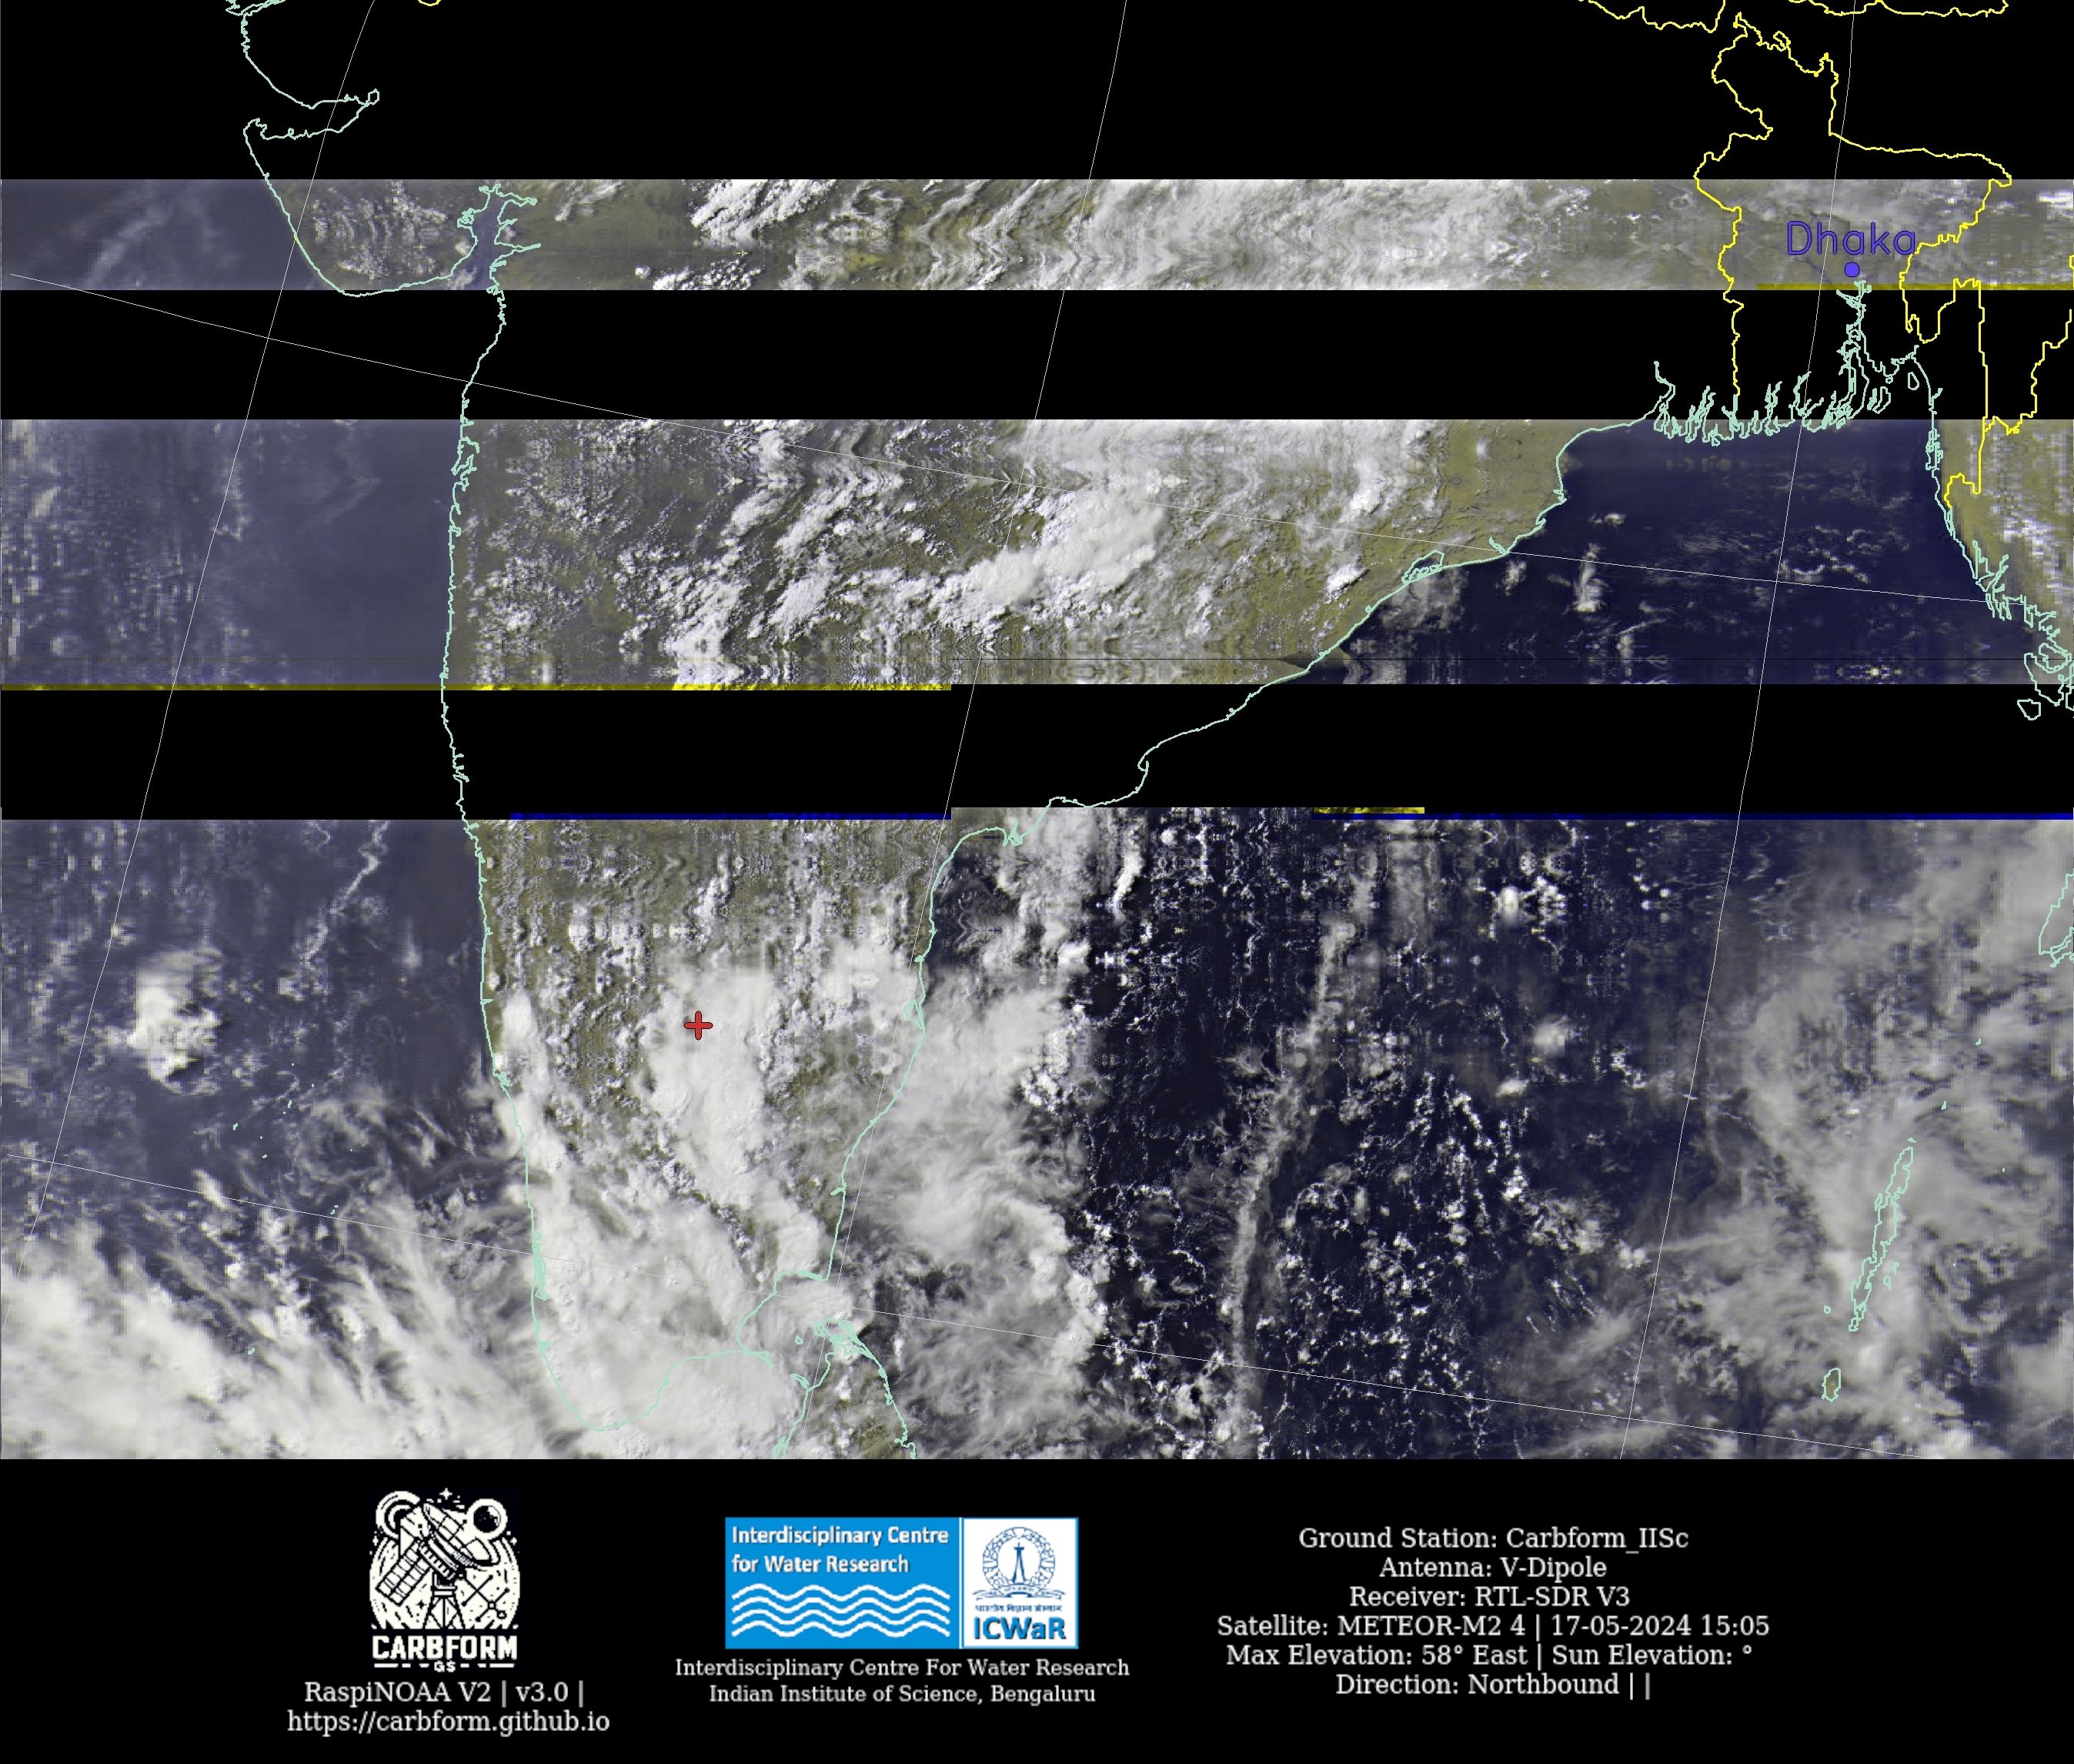 Dhaka
CARBFORM
GS
RaspiNOAA V2 | v3.0 |
https://carbform.github.io
Interdisciplinary Centre
for Water Research
ICWaR
Interdisciplinary Centre For Water Research
Indian Institute of Science, Bengaluru
Ground Station: Carbform_IISc
Antenna: V-Dipole
Receiver: RTL-SDR V3
Satellite: METEOR-M2 4 | 17-05-2024 15:05
Max Elevation: 58° East | Sun Elevation: °
Direction: Northbound | |